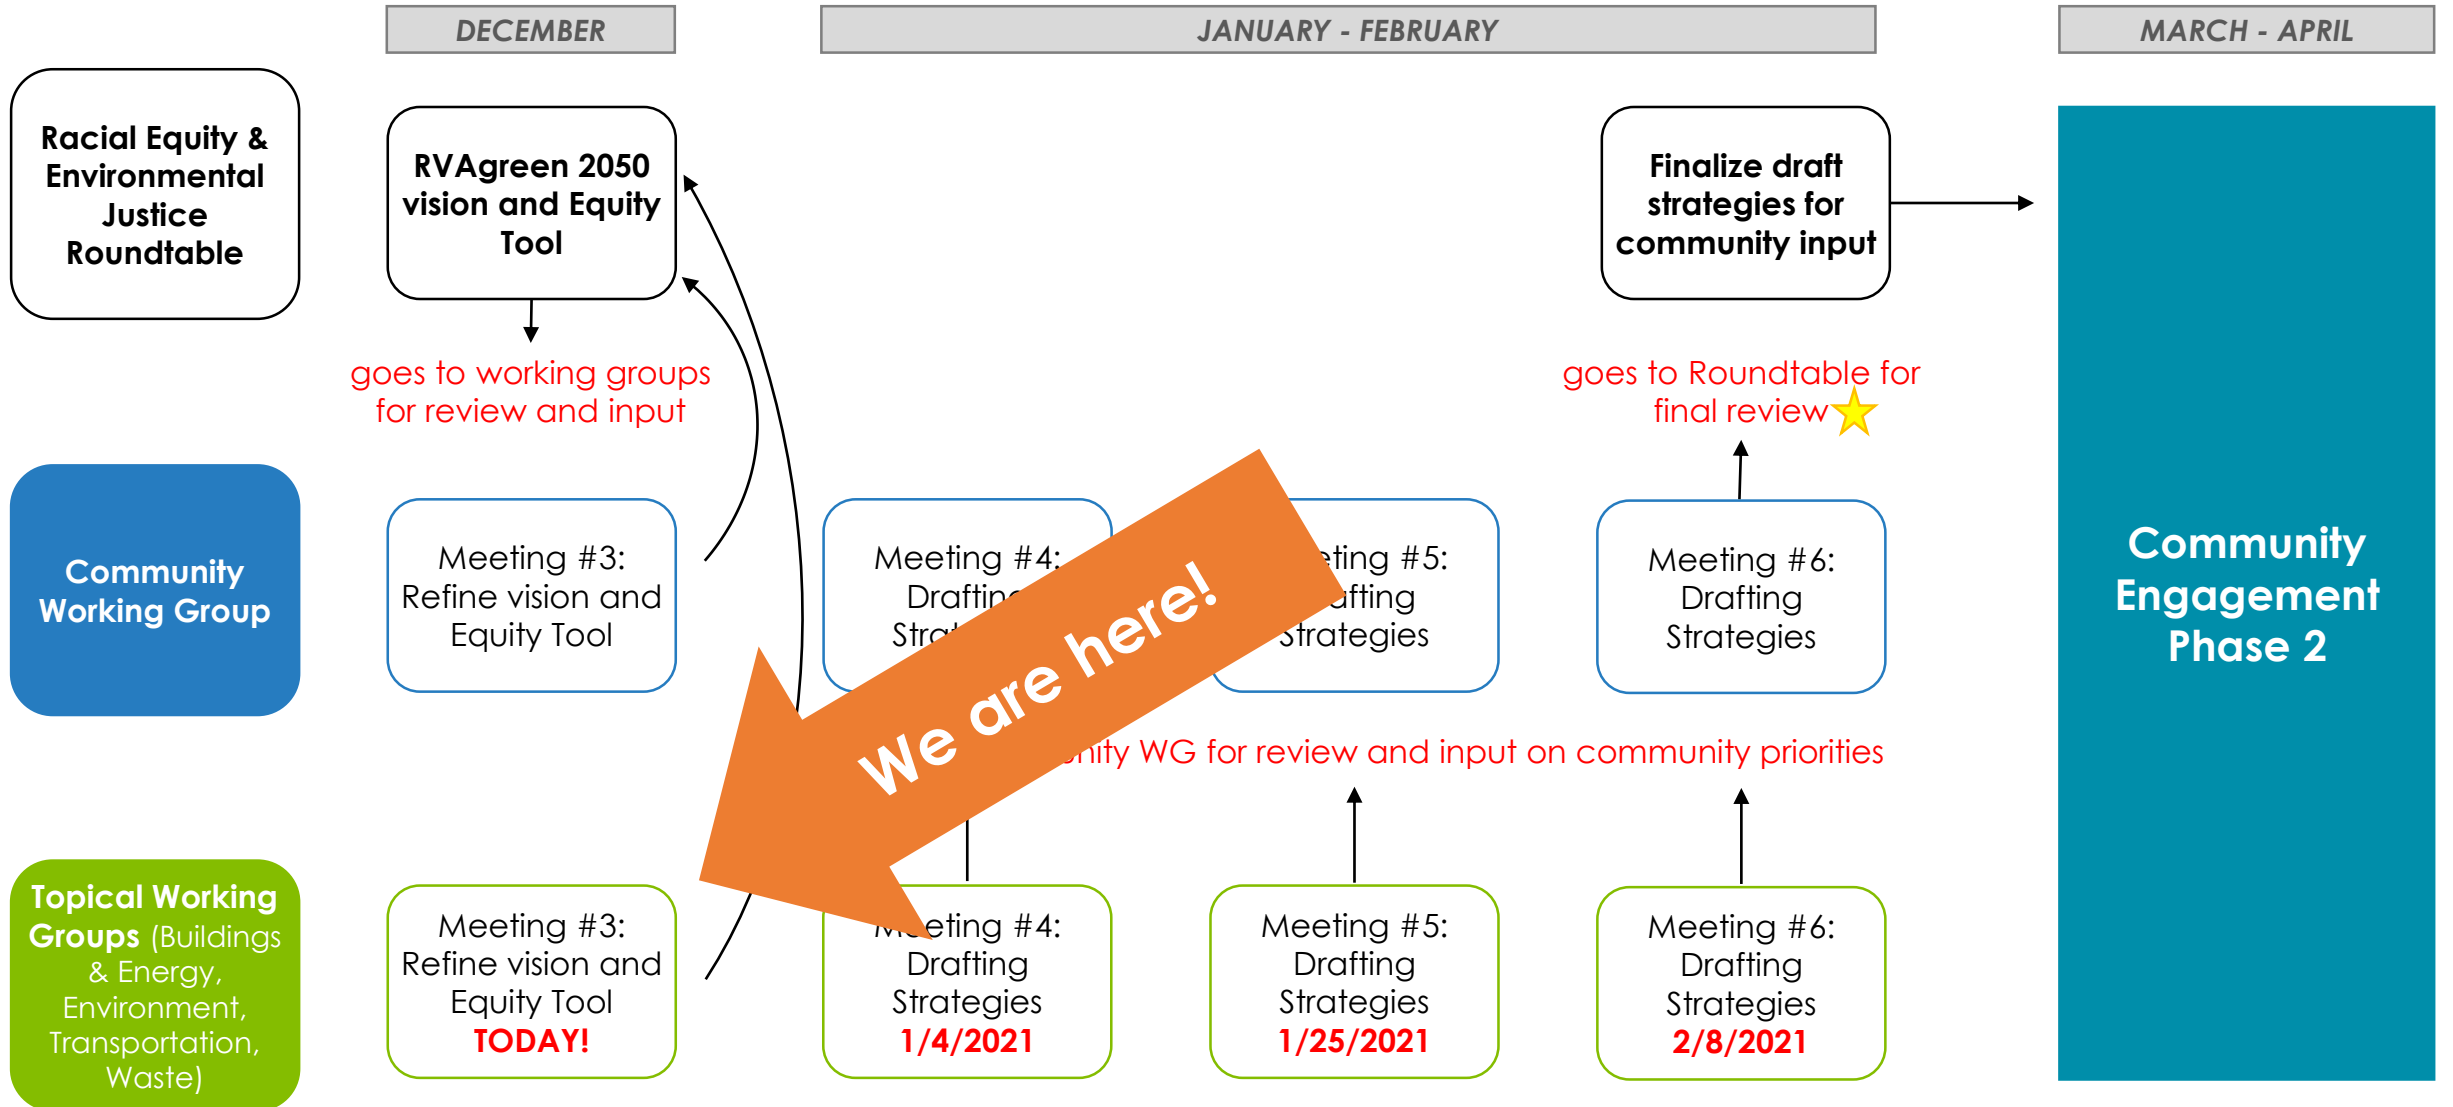 DECEMBER
JANUARY - FEBRUARY
MARCH - APRIL
Racial Equity &
Environmental
Justice
Roundtable
RVAgreen 2050
vision and Equity
Tool
Finalize draft
strategies for
community input
goes to working groups
for review and input
goes to Roundtable for
final review
Community
Working Group
Meeting #3:
Refine vision and
Equity Tool
Meeting #4:
#5:
Strategies
Meeting #6:
Drafting
Strategies
We are here!
Community
Engagement
Phase 2
WG for review and input on community priorities
Topical Working
Groups (Buildings
& Energy,
Environment,
Transportation,
Waste)
Meeting #3:
Refine vision and
Equity Tool
TODAY!
Meeting #4:
Drafting
Strategies
1/4/2021
Meeting #5:
Drafting
Strategies
1/25/2021
Meeting #6:
Drafting
Strategies
2/8/2021